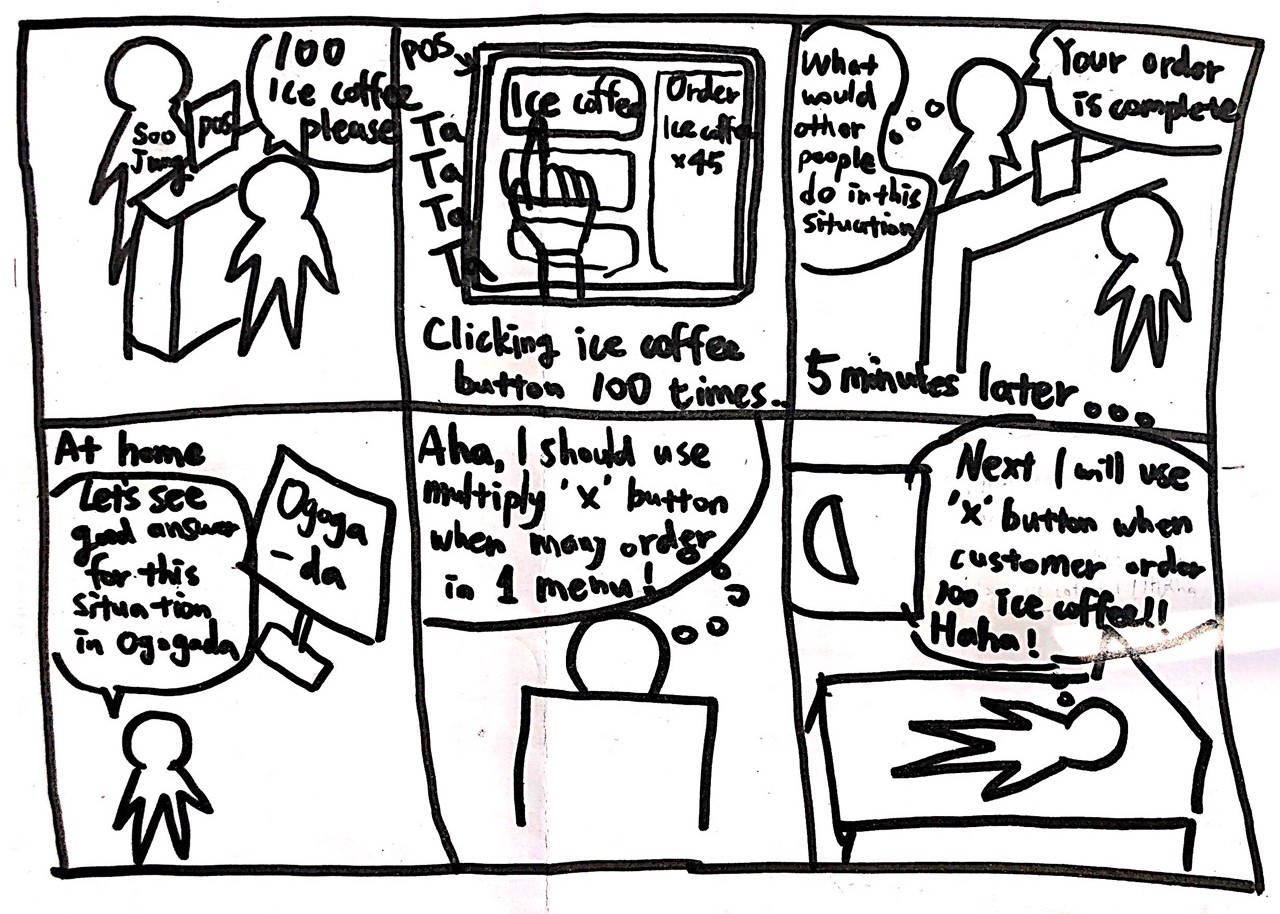 100
Ice coffee
please
Soo
Jung
pos
pos
Ice coffee
Order
Ice coffee
x45
Ta
Ta
Ta
Ta
Clicking ice coffee
button 100 times..
What
would
other
people
do in this
situation
Your order
is complete
5 minutes later...
At home
Let's see
good answer
for this
situation
in Ogogada
Ogoga
-da
Aha, I should use
multiply 'x' button
when many order
in 1 menu!
Next I will use
'x' button when
customer order
100 ice coffee!!
Haha!